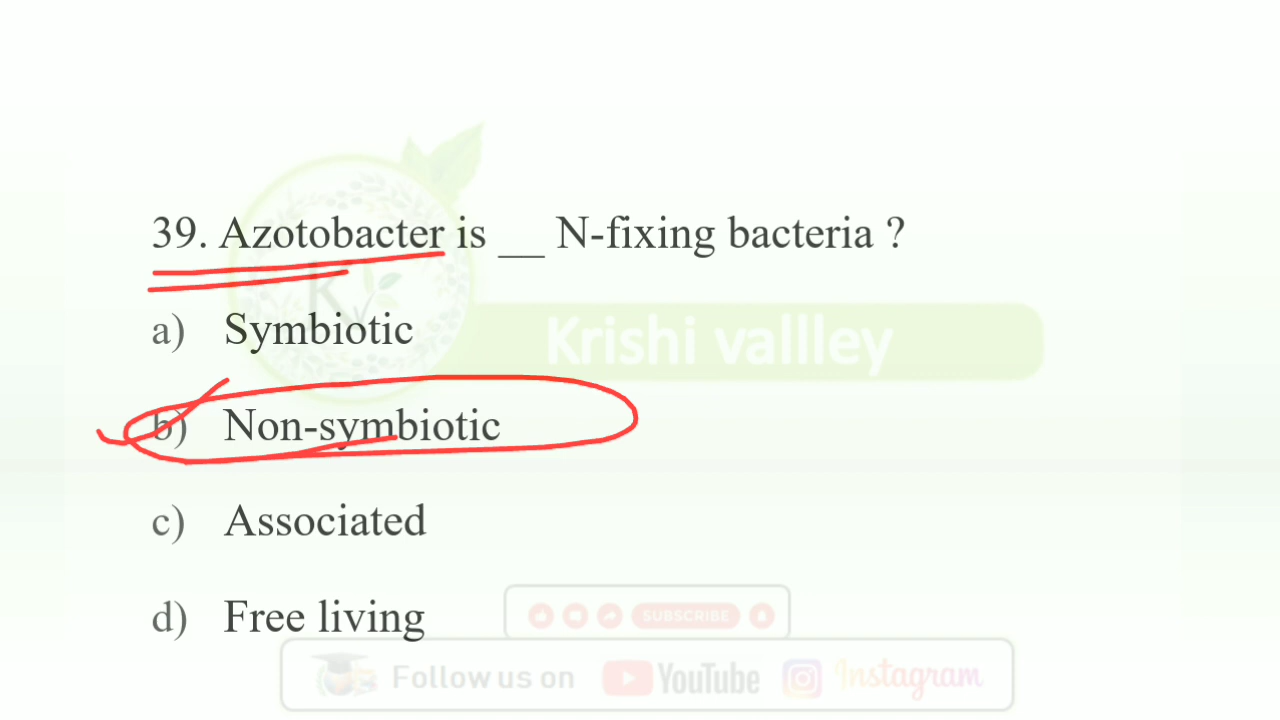 39. Azotobacter is __ N-fixing bacteria ?
a) Symbiotic
Krishi vallley
b) Non-symbiotic
c) Associated
d) Free living
SUBSCRIBE
Follow us on YouTube Instagram